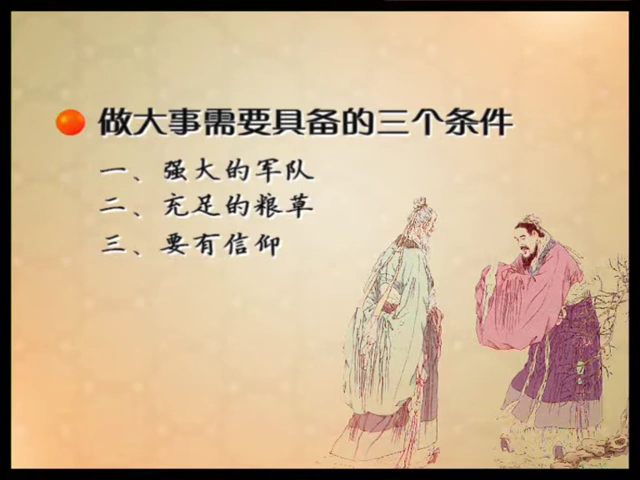 做大事需要具备的三个条件
一、强大的军队
二、充足的粮草
三、要有信仰